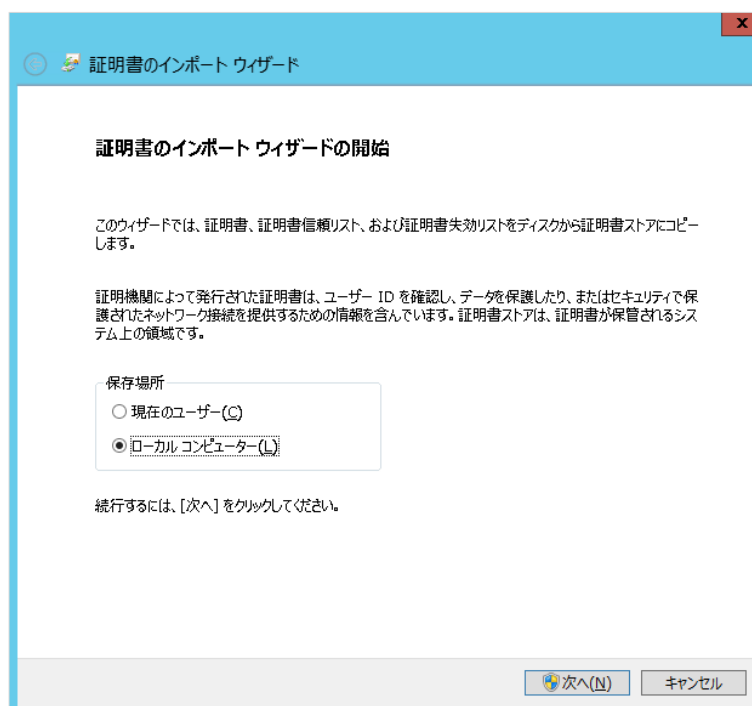 x
証明書のインポート ウィザード
証明書のインポート ウィザードの開始
このウィザードでは、証明書、証明書信頼リスト、および証明書失効リストをディスクから証明書ストアにコピー
します。
証明機関によって発行された証明書は、ユーザー ID を確認し、データを保護したり、またはセキュリティで保
護されたネットワーク接続を提供するための情報を含んでいます。証明書ストアは、証明書が保管されるシス
テム上の領域です。
保存場所
現在のユーザー(C)
ローカル コンピューター(L)
続行するには、[次へ] をクリックしてください。
次へ(N)
キャンセル